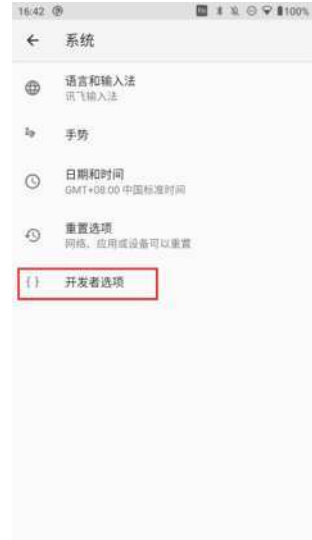 16:42
100%
系统
语言和输入法
讯飞输入法
手势
日期和时间
GMT+08:00 中国标准时间
重置选项
网络、应用或设备可以重置
{ } 开发者选项